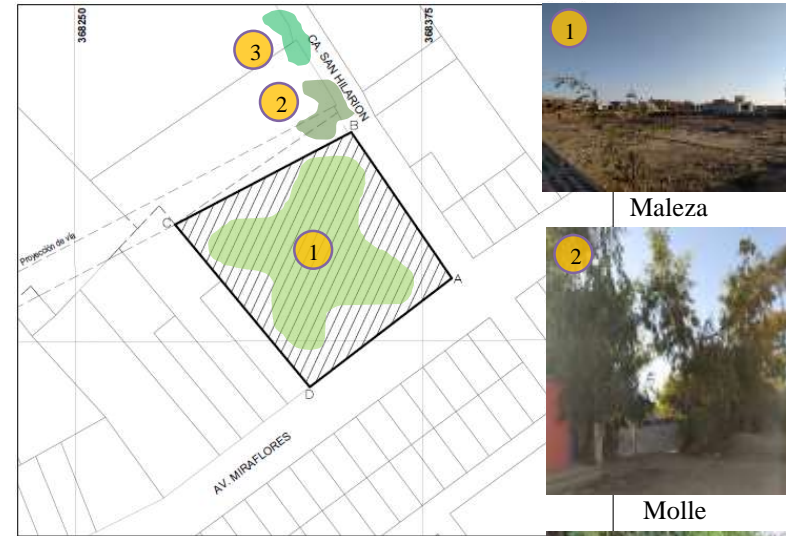 368250
368375
1
3
CA. SAN HILARION
2
B
Maleza
C
Proyección de vía
1
2
A
D
AV. MIRAFLORES
Molle